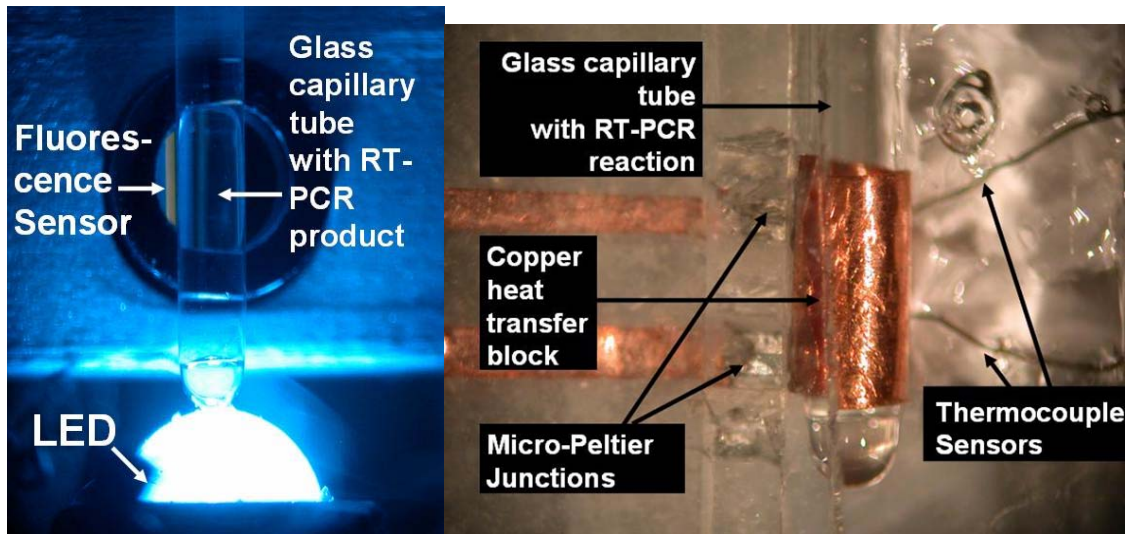 Glass
capillary
tube
with RT-
PCR
product
Fluores-
cence
Sensor
LED
Glass capillary
tube
with RT-PCR
reaction
Copper
heat
transfer
block
Micro-Peltier
Junctions
Thermocouple
Sensors